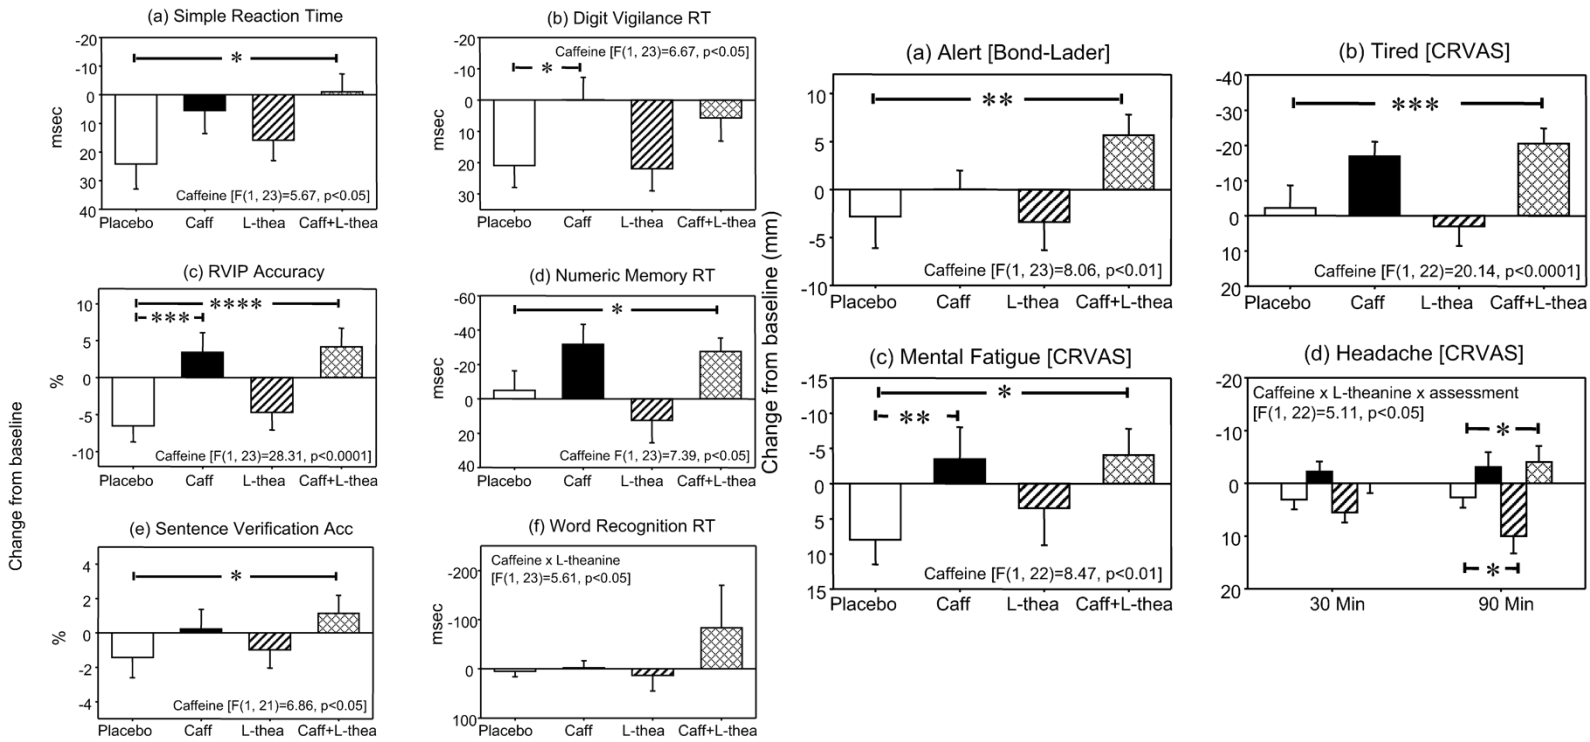 Change from baseline
(a) Simple Reaction Time
-20
-10
0
10
20
30
40
msec
*
Caffeine [F(1, 23)=5.67, p<0.05]
Placebo Caff L-thea Caff+L-thea
(b) Digit Vigilance RT
-20
-10
0
10
20
30
msec
Caffeine [F(1, 23)=6.67, p<0.05]
*
Placebo Caff L-thea Caff+L-thea
(c) RVIP Accuracy
10
5
0
-5
-10
%
****
***
Caffeine [F(1, 23)=28.31, p<0.0001]
Placebo Caff L-thea Caff+L-thea
(d) Numeric Memory RT
-60
-40
-20
0
20
40
msec
*
Caffeine F(1, 23)=7.39, p<0.05]
Placebo Caff L-thea Caff+L-thea
(e) Sentence Verification Acc
4
2
0
-2
-4
%
*
Caffeine [F(1, 21)=6.86, p<0.05]
Placebo Caff L-thea Caff+L-thea
(f) Word Recognition RT
-200
-100
0
100
msec
Caffeine x L-theanine
[F(1, 23)=5.61, p<0.05]
Placebo Caff L-thea Caff+L-thea
Change from baseline (mm)
(a) Alert [Bond-Lader]
10
5
0
-5
-10
**
Caffeine [F(1, 23)=8.06, p<0.01]
Placebo Caff L-thea Caff+L-thea
(b) Tired [CRVAS]
-40
-30
-20
-10
0
10
20
***
Caffeine [F(1, 22)=20.14, p<0.0001]
Placebo Caff L-thea Caff+L-thea
(c) Mental Fatigue [CRVAS]
-15
-10
-5
0
5
10
15
*
**
Caffeine [F(1, 22)=8.47, p<0.01]
Placebo Caff L-thea Caff+L-thea
(d) Headache [CRVAS]
-20
-10
0
10
20
Caffeine x L-theanine x assessment
[F(1, 22)=5.11, p<0.05]
*
*
30 Min 90 Min